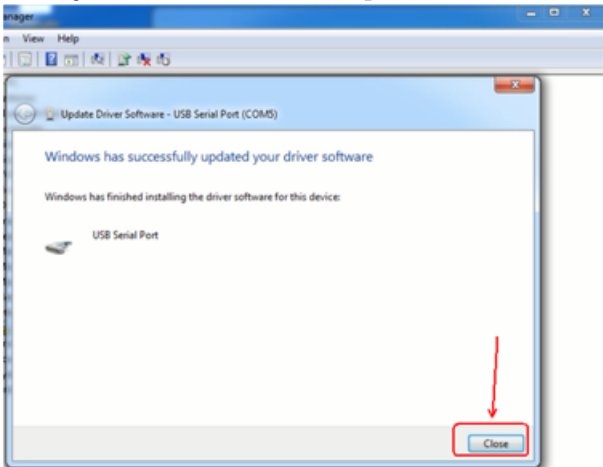 anager
n View Help
Update Driver Software - USB Serial Port (COM5)
Windows has successfully updated your driver software
Windows has finished installing the driver software for this device:
USB Serial Port
Close